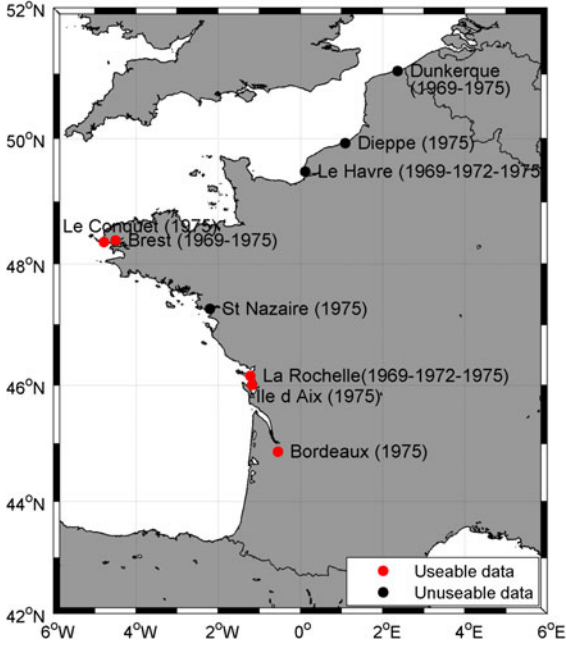 52°N
50°N
48°N
46°N
44°N
42°N
Dunkerque
(1969-1975)
Dieppe (1975)
Le Havre (1969-1972-1975
Le Conquet (1975)
Brest (1969-1975)
St Nazaire (1975)
La Rochelle(1969-1972-1975)
Ile d Aix (1975)
Bordeaux (1975)
Useable data
Unuseable data
6°W
4°W
2°W
0°
2°E
4°E
6°E